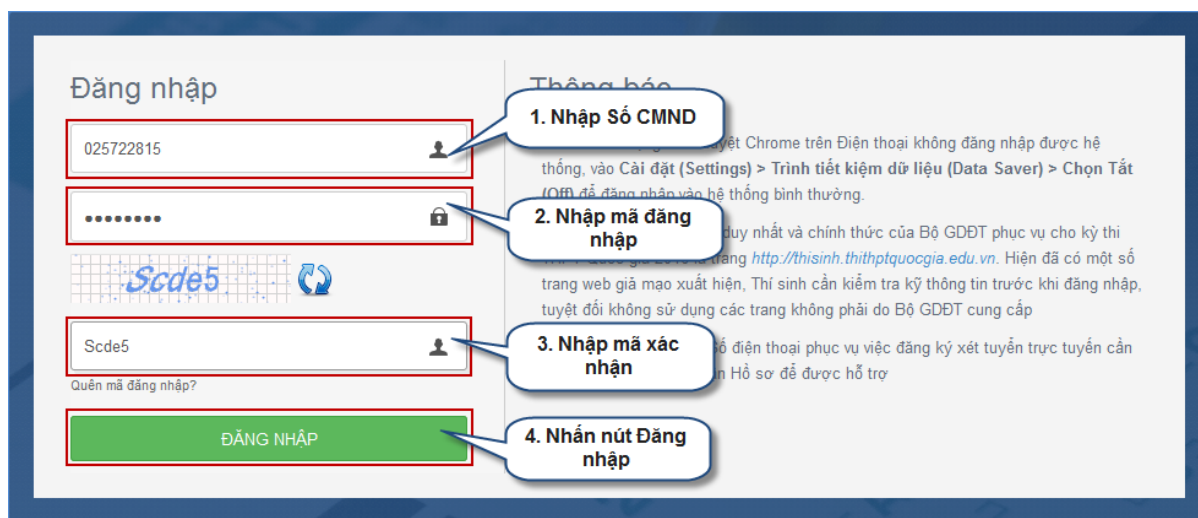 Đăng nhập
025722815
••••••••
Scde5
Scde5
Quên mã đăng nhập?
ĐĂNG NHẬP
1. Nhập Số CMND
2. Nhập mã đăng
nhập
3. Nhập mã xác
nhận
4. Nhấn nút Đăng
nhập
Thông báo
Chrome trên Điện thoại không đăng nhập được hệ
thống, vào Cài đặt (Settings) > Trình tiết kiệm dữ liệu (Data Saver) > Chọn Tắt
(Off) để đăng nhập vào hệ thống bình thường.
duy nhất và chính thức của Bộ GDĐT phục vụ cho kỳ thi
trang http://thisinh.thithptquocgia.edu.vn. Hiện đã có một số
trang web giả mạo xuất hiện, Thí sinh cần kiểm tra kỹ thông tin trước khi đăng nhập,
tuyệt đối không sử dụng các trang không phải do Bộ GDĐT cung cấp
Số điện thoại phục vụ việc đăng ký xét tuyển trực tuyến cần
Hồ sơ để được hỗ trợ